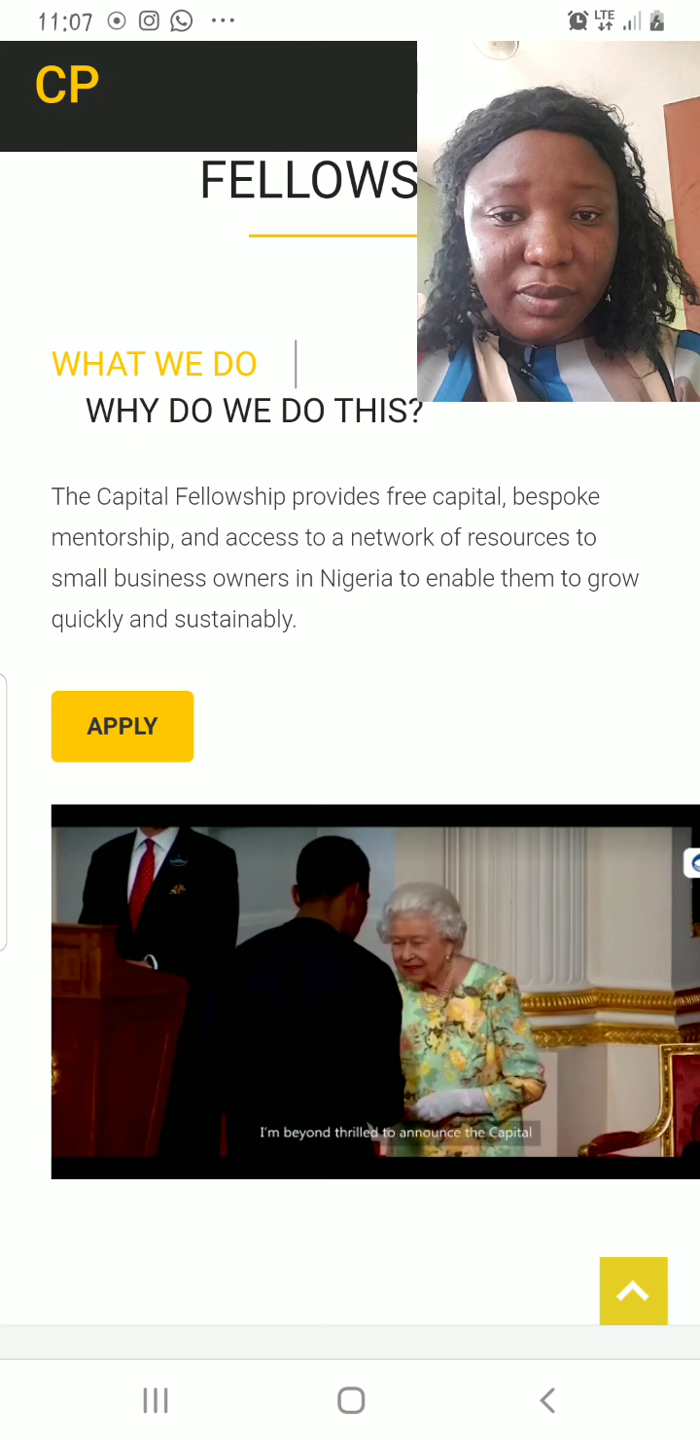 11:07
LTE
CP
FELLOWS
WHAT WE DO
WHY DO WE DO THIS?
The Capital Fellowship provides free capital, bespoke
mentorship, and access to a network of resources to
small business owners in Nigeria to enable them to grow
quickly and sustainably.
APPLY
I'm beyond thrilled to announce the Capital